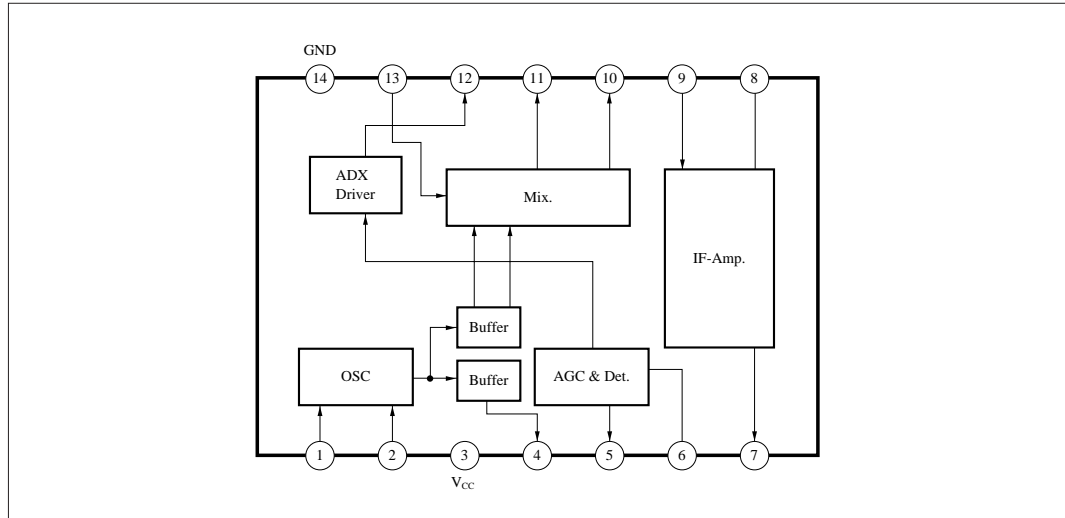 GND
14 13 12 11 10 9 8
ADX
Driver
Mix.
IF-Amp.
Buffer
OSC
Buffer
AGC & Det.
1 2 3 4 5 6 7
VCC